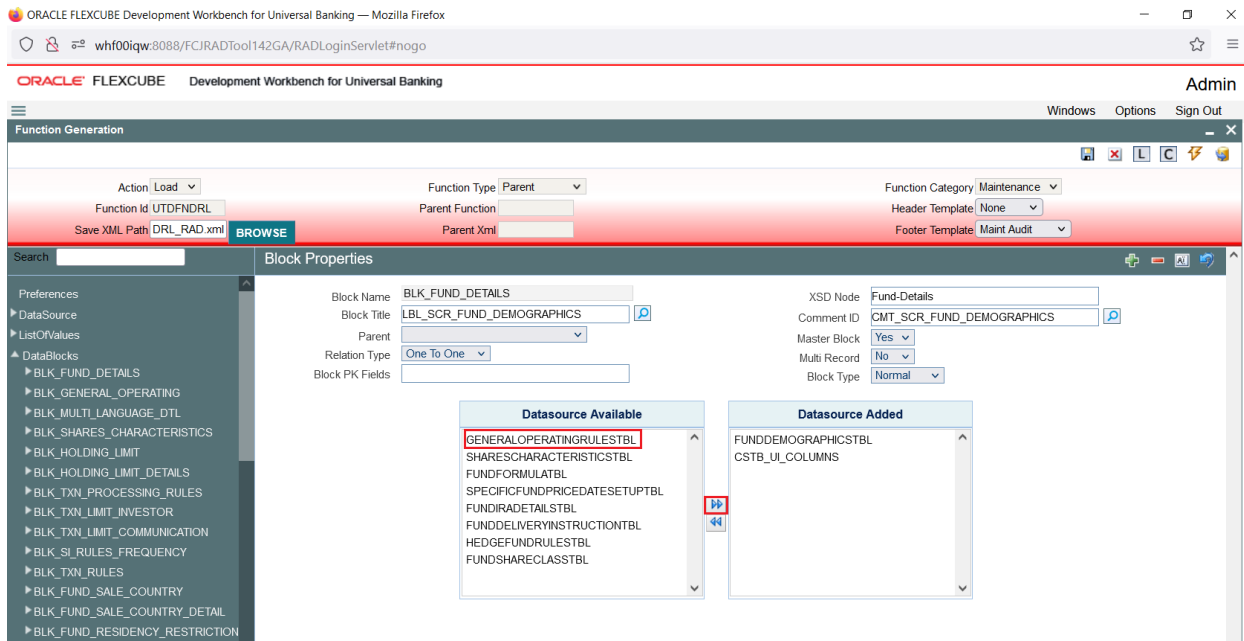 ORACLE FLEXCUBE Development Workbench for Universal Banking — Mozilla Firefox
whf00iqw:8088/FCJRADTool142GA/RADLoginServlet#nogo
ORACLE FLEXCUBE Development Workbench for Universal Banking
Admin
Windows Options Sign Out
Function Generation
L C
Action Load Function Type Parent Function Category Maintenance
Function Id UTDFNDRL Parent Function Header Template None
Save XML Path DRL_RAD.xml BROWSE Parent Xml Footer Template Maint Audit
Search
Block Properties
AI
Preferences
DataSource
ListOfValues
DataBlocks
BLK_FUND_DETAILS
BLK_GENERAL_OPERATING
BLK_MULTI_LANGUAGE_DTL
BLK_SHARES_CHARACTERISTICS
BLK_HOLDING_LIMIT
BLK_HOLDING_LIMIT_DETAILS
BLK_TXN_PROCESSING_RULES
BLK_TXN_LIMIT_INVESTOR
BLK_TXN_LIMIT_COMMUNICATION
BLK_SI_RULES_FREQUENCY
BLK_TXN_RULES
BLK_FUND_SALE_COUNTRY
BLK_FUND_SALE_COUNTRY_DETAIL
BLK_FUND_RESIDENCY_RESTRICTION
Block Name BLK_FUND_DETAILS XSD Node Fund-Details
Block Title LBL_SCR_FUND_DEMOGRAPHICS Comment ID CMT_SCR_FUND_DEMOGRAPHICS
Parent Master Block Yes
Relation Type One To One Multi Record No
Block PK Fields Block Type Normal
Datasource Available
GENERALOPERATINGRULESTBL
SHARESCHARACTERISTICSTBL
FUNDFORMULATBL
SPECIFICFUNDPRICEDATESETUPTBL
FUNDIRADETAILSTBL
FUNDDELIVERYINSTRUCTIONTBL
HEDGEFUNDRULESTBL
FUNDSHARECLASSTBL
Datasource Added
FUNDDEMOGRAPHICSTBL
CSTB_UI_COLUMNS